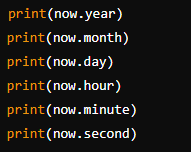 print(now.year)
print(now.month)
print(now.day)
print(now.hour)
print(now.minute)
print(now.second)